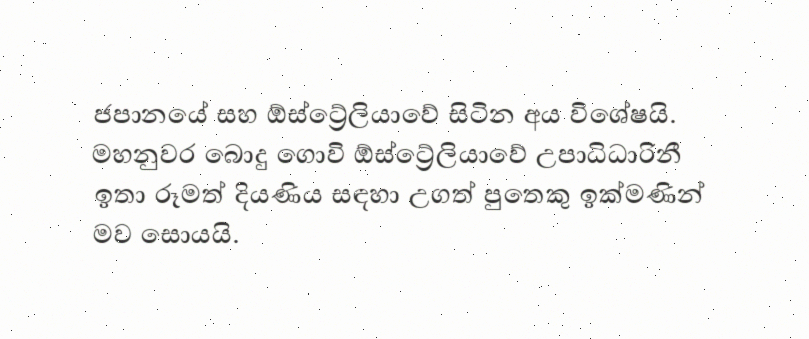 ජපානයේ සහ ඕස්ට්‍රේලියාවේ සිටින අය විශේෂයි.
මහනුවර බොදු ගොවි ඕස්ට්‍රේලියාවේ උපාධිධාරිනී
ඉතා රූමත් දියණිය සඳහා උගත් පුතෙකු ඉක්මණින්
මව සොයයි.